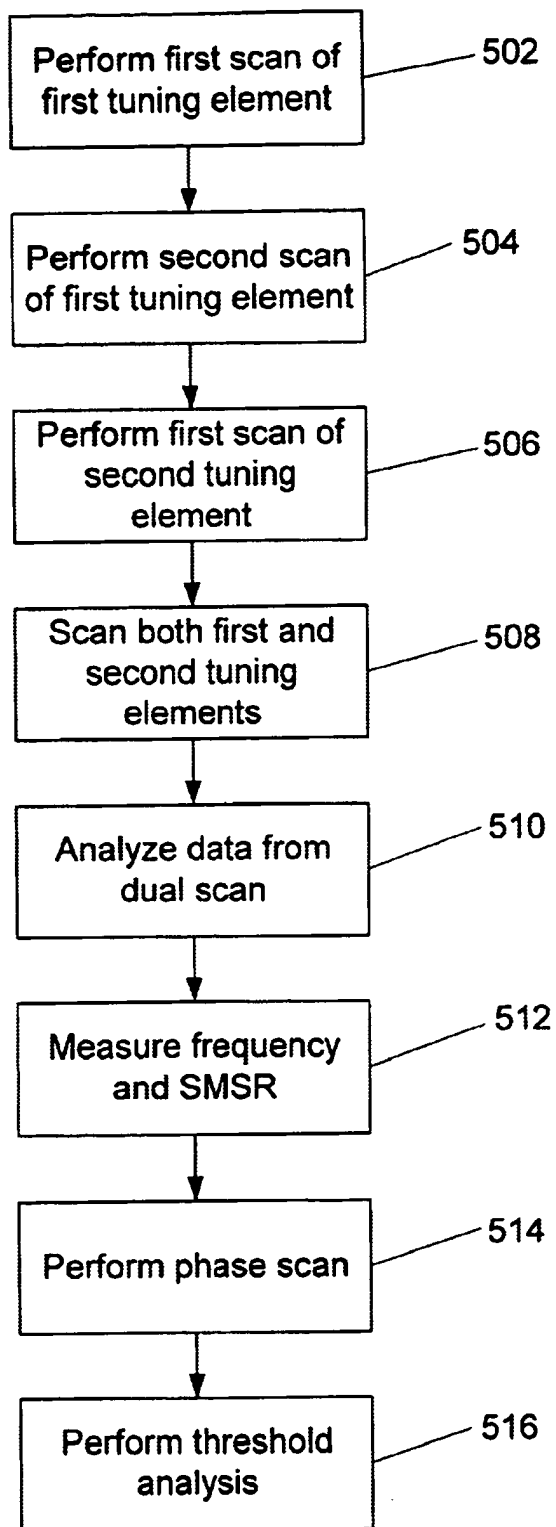 Perform first scan of
first tuning element
502
Perform second scan
of first tuning element
504
Perform first scan of
second tuning
element
506
Scan both first and
second tuning
elements
508
Analyze data from
dual scan
510
Measure frequency
and SMSR
512
Perform phase scan
514
Perform threshold
analysis
516